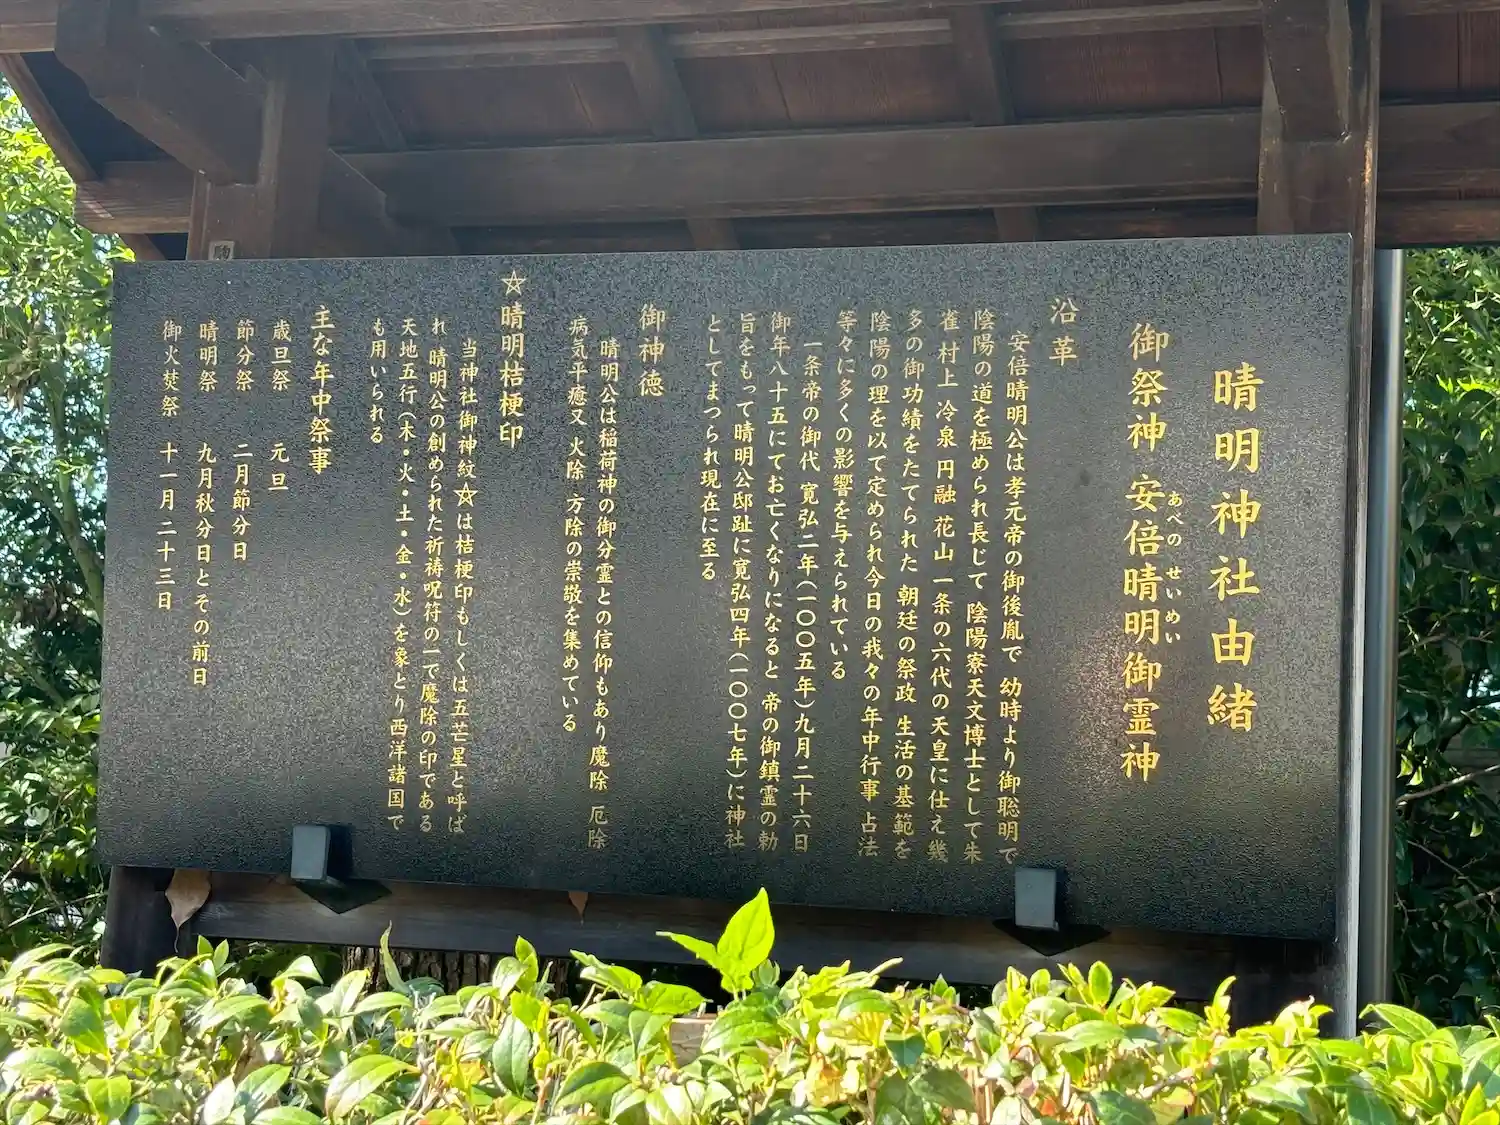 晴明神社由緒
御祭神 安倍晴明御霊神
あべの せいめい
沿革
安倍晴明公は孝元帝の御後胤で 幼時より御聡明で
陰陽の道を極められ長じて 陰陽寮天文博士として朱
雀 村上 冷泉 円融 花山 一条の六代の天皇に仕え幾
多の御功績をたてられた 朝廷の祭政 生活の基範を
陰陽の理を以て定められ今日の我々の年中行事 占法
等々に多くの影響を与えられている
一条帝の御代 寛弘二年(一〇〇五年)九月二十六日
御年八十五にてお亡くなりになると 帝の御鎮霊の勅
旨をもって晴明公邸趾に寛弘四年(一〇〇七年)に神社
としてまつられ現在に至る
御神徳
晴明公は稲荷神の御分霊との信仰もあり魔除 厄除
病気平癒又 火除 方除の崇敬を集めている
☆晴明桔梗印
当神社御神紋☆は桔梗印もしくは五芒星と呼ば
れ 晴明公の創められた祈祷呪符の一で魔除の印である
天地五行(木・火・土・金・水)を象とり西洋諸国で
も用いられる
主な年中祭事
歳旦祭 元旦
節分祭 二月節分日
晴明祭 九月秋分日とその前日
御火焚祭 十一月二十三日